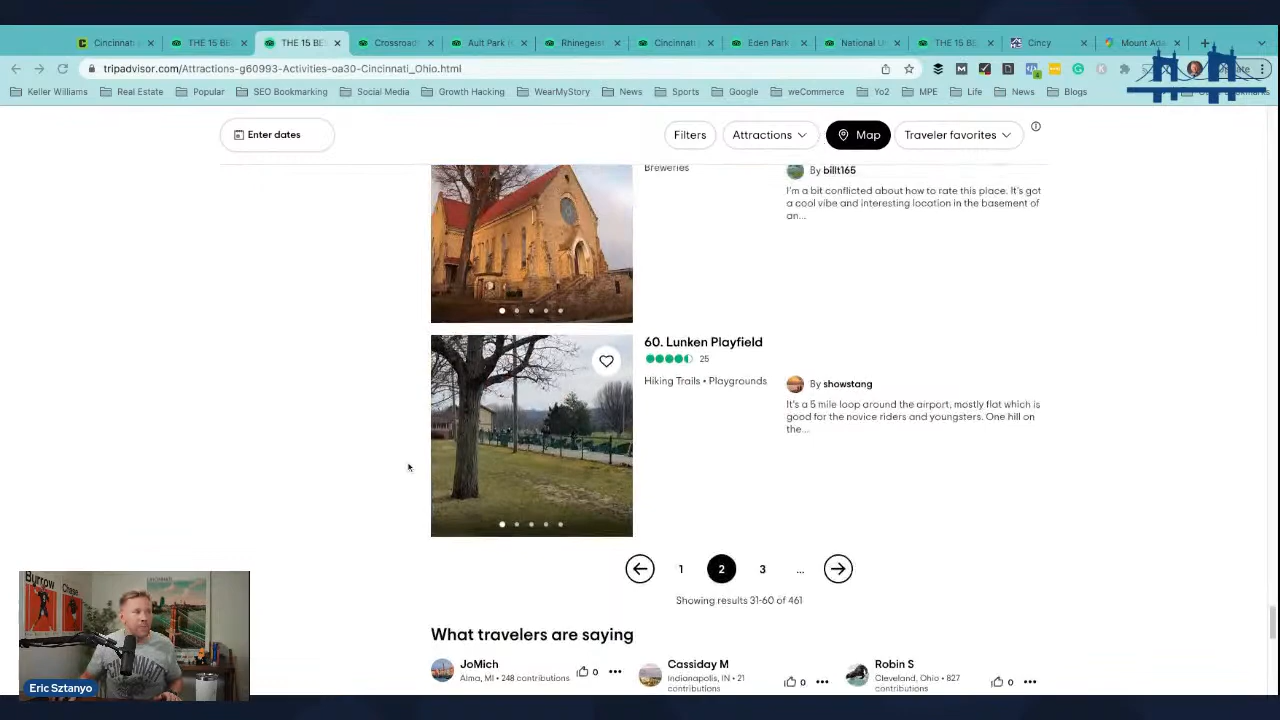 Cincinnati
THE 15 BE
THE 15 BES
Crossroad
Ault Park
Rhinegeist
Cincinnati
Eden Park
National U
THE 15 BE
Cincy
Mount Ada
tripadvisor.com/Attractions-g60993-Activities-oa30-Cincinnati_Ohio.html
Keller Williams
Real Estate
Popular
SEO Bookmarking
Social Media
Growth Hacking
WearMyStory
News
Sports
Google
weCommerce
Yo2
MPE
Life
News
Blogs
Enter dates
Filters
Attractions
Map
Traveler favorites
Breweries
By billt165
I'm a bit conflicted about how to rate this place. It's got
a cool vibe and interesting location in the basement of
an...
60. Lunken Playfield
25
Hiking Trails • Playgrounds
By showstang
It's a 5 mile loop around the airport, mostly flat which is
good for the novice riders and youngsters. One hill on
the...
1
2
3
...
Showing results 31-60 of 461
What travelers are saying
JoMich
Alma, MI • 248 contributions
0
Cassiday M
Indianapolis, IN • 21
contributions
0
Robin S
Cleveland, Ohio • 827
contributions
0
Burrow
Chase
Eric Sztanyo